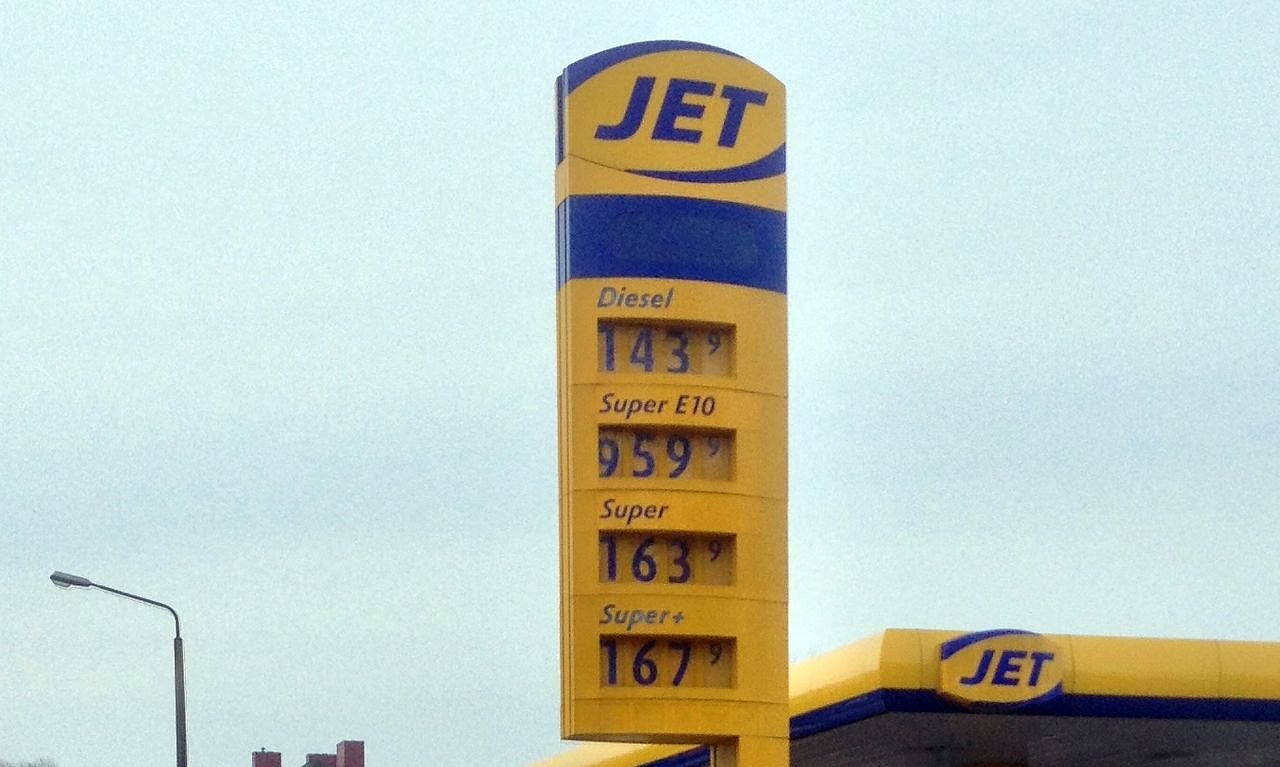 JET
Diesel
143 9
Super E10
959 9
Super
163 9
Super+
167 9
JET